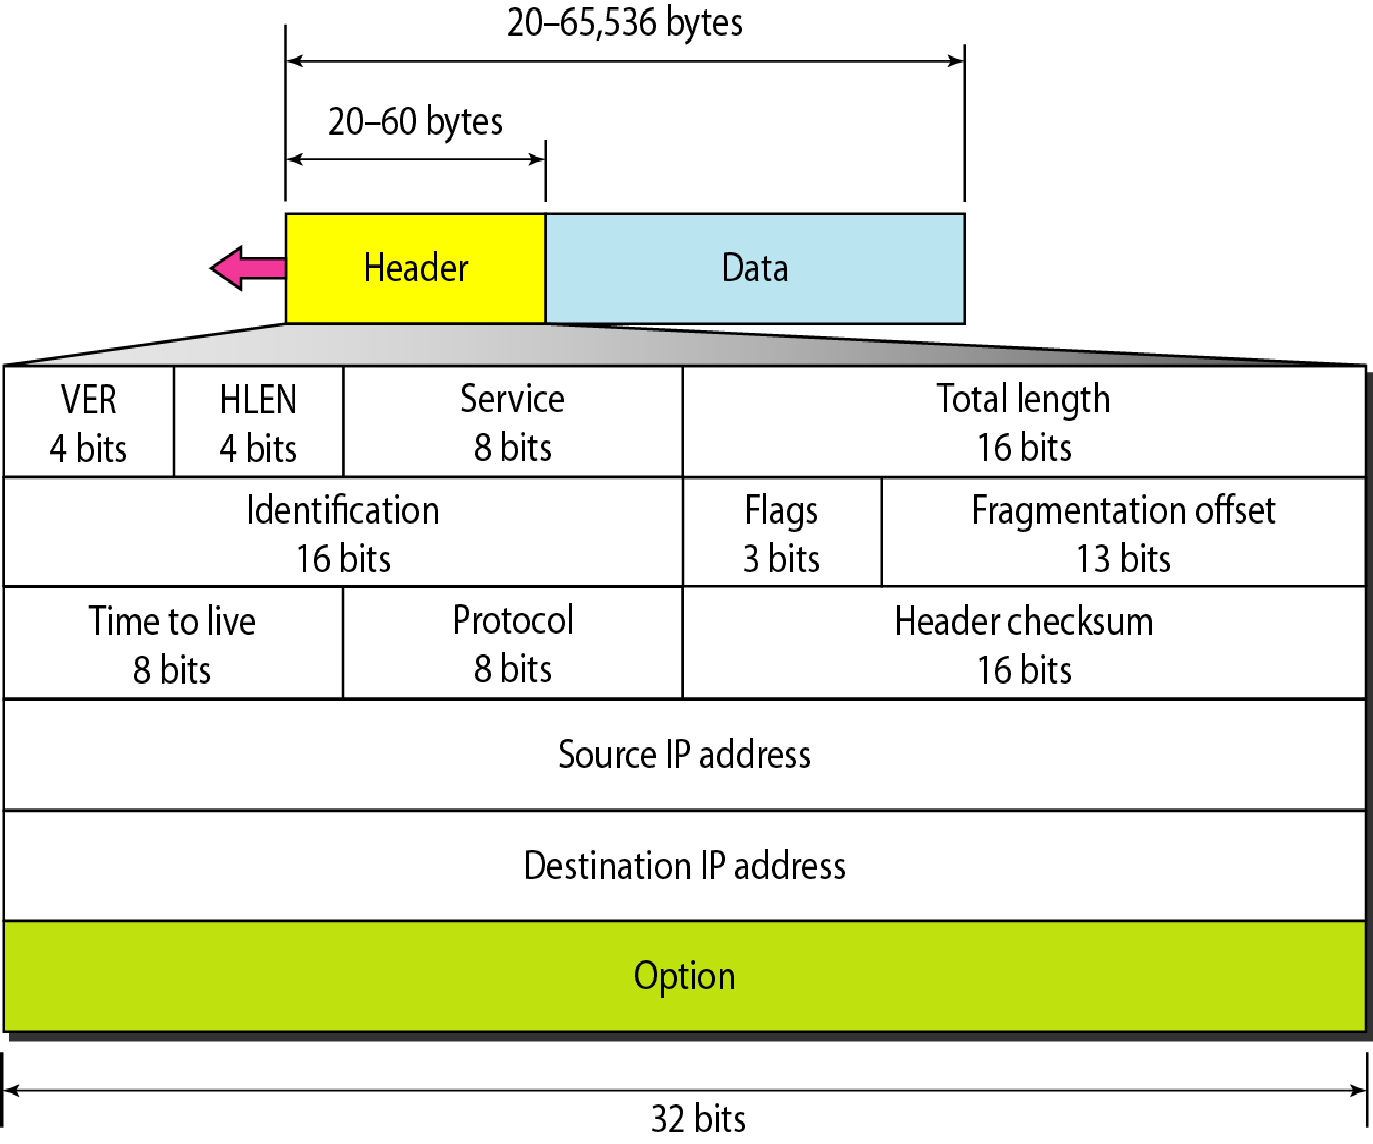 20–65,536 bytes
20–60 bytes
Header
Data
VER
4 bits
HLEN
4 bits
Service
8 bits
Total length
16 bits
Identification
16 bits
Flags
3 bits
Fragmentation offset
13 bits
Time to live
8 bits
Protocol
8 bits
Header checksum
16 bits
Source IP address
Destination IP address
Option
32 bits